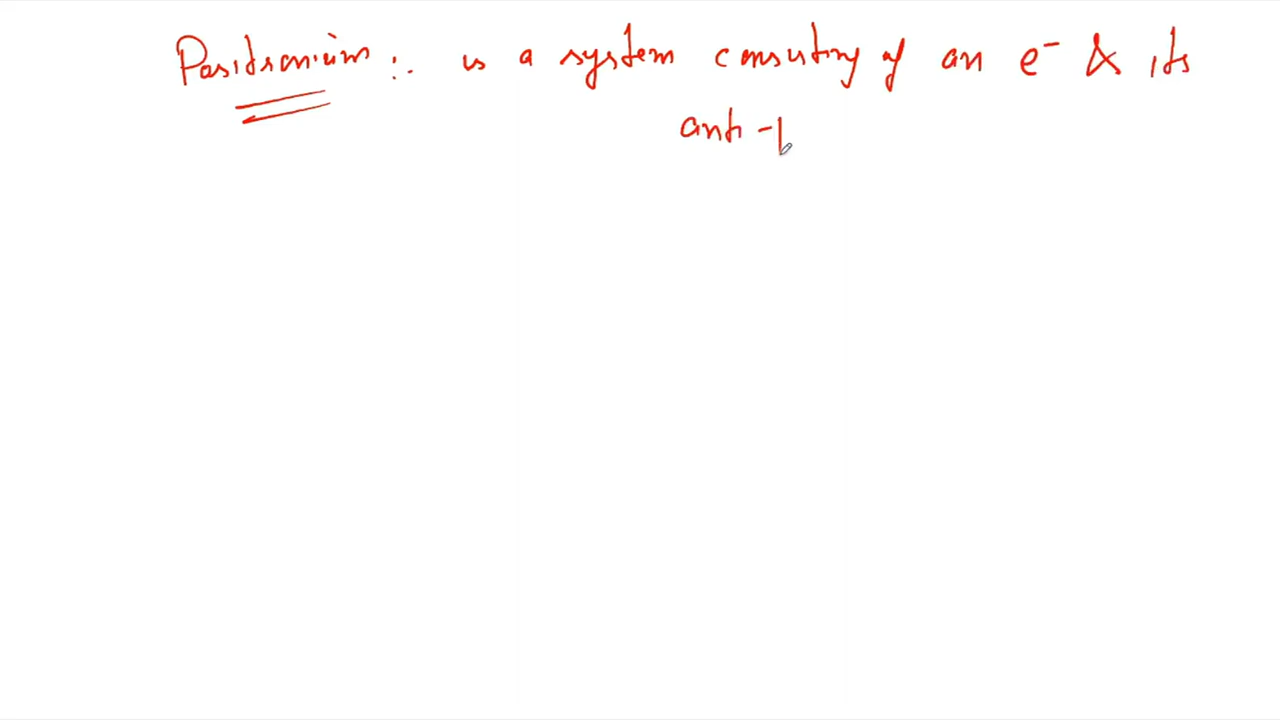 Positronium :- is a system consisting of an e⁻ & its
anti -